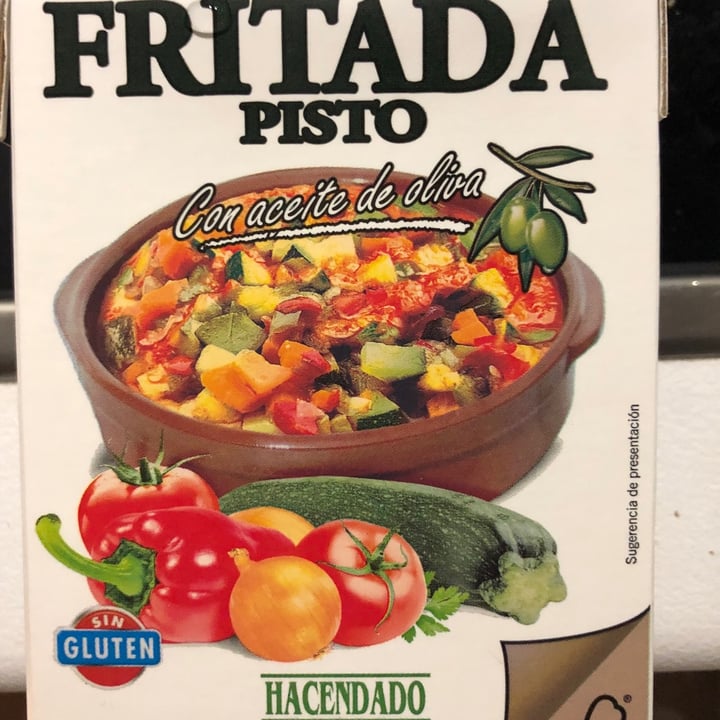 FRITADA
PISTO
Con aceite de oliva
Sugerencia de presentación
SIN
GLUTEN
HACENDADO
®